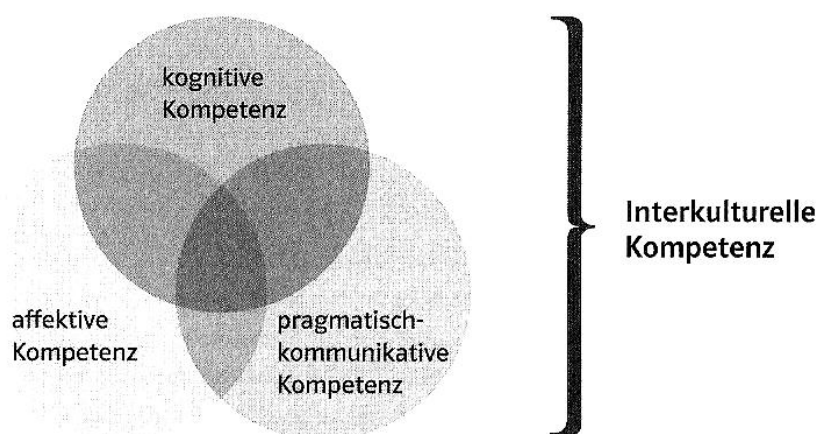 kognitive
Kompetenz
affektive
Kompetenz
pragmatisch-
kommunikative
Kompetenz
Interkulturelle
Kompetenz